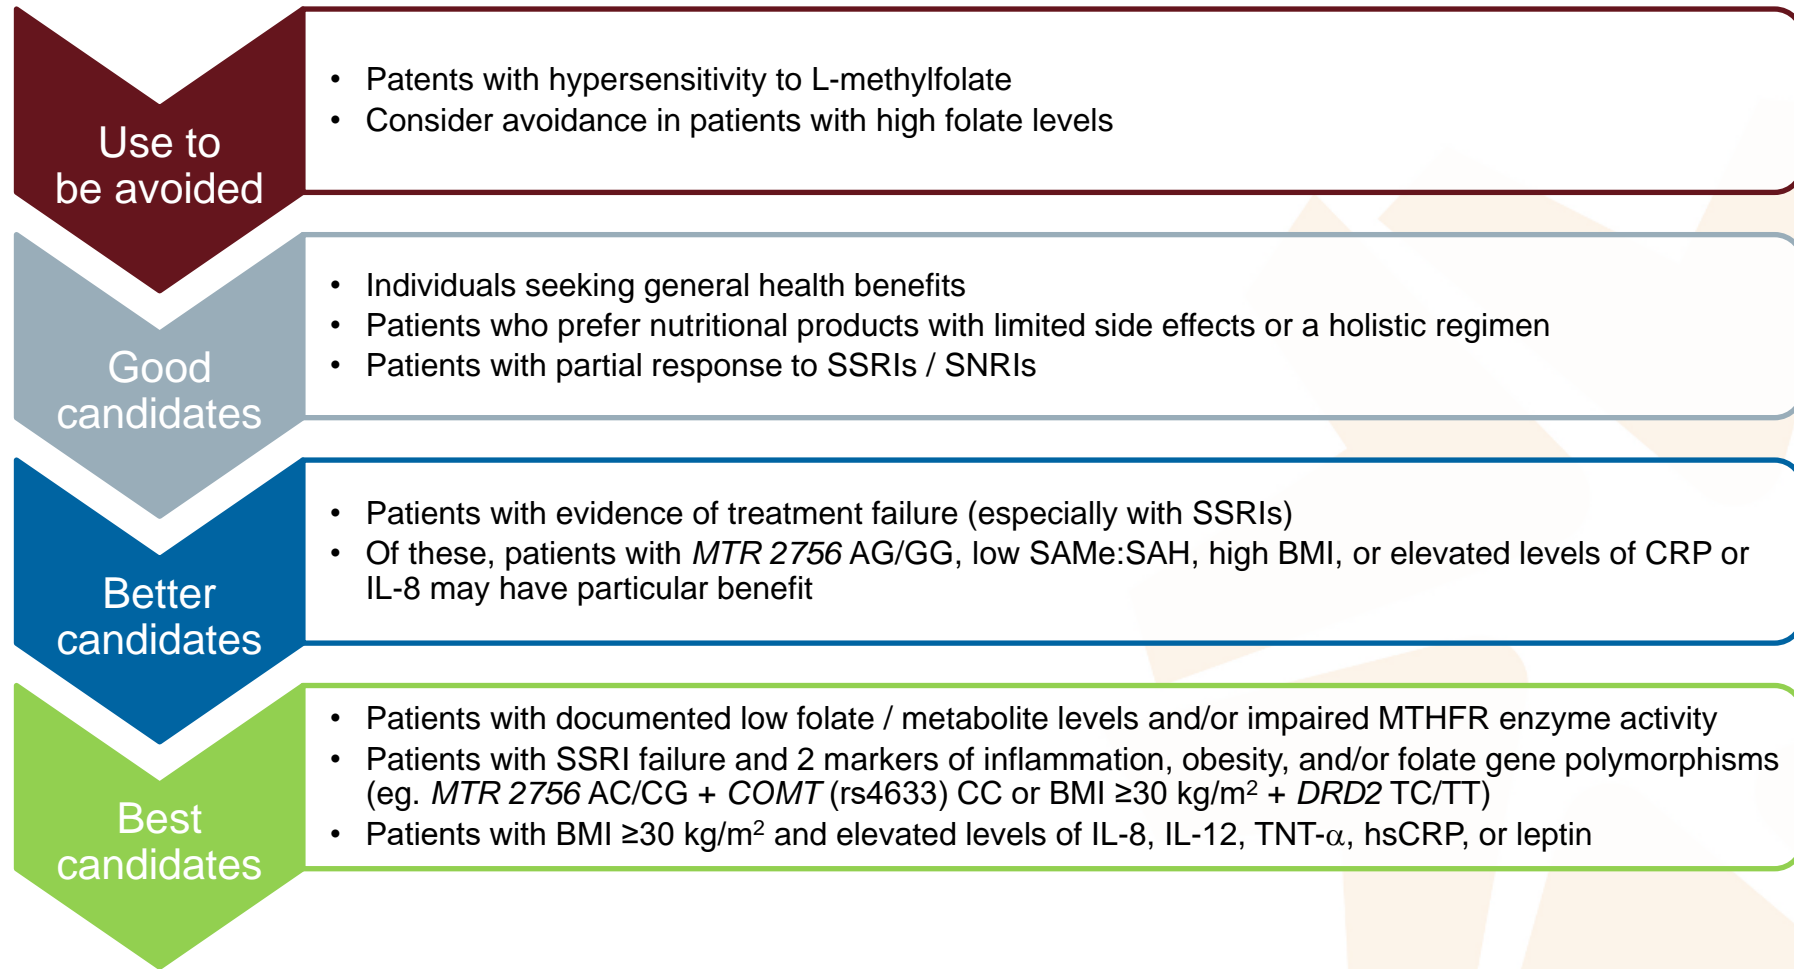 Use to
be avoided
• Patents with hypersensitivity to L-methylfolate
• Consider avoidance in patients with high folate levels
Good
candidates
• Individuals seeking general health benefits
• Patients who prefer nutritional products with limited side effects or a holistic regimen
• Patients with partial response to SSRIs / SNRIs
Better
candidates
• Patients with evidence of treatment failure (especially with SSRIs)
• Of these, patients with MTR 2756 AG/GG, low SAMe:SAH, high BMI, or elevated levels of CRP or
IL-8 may have particular benefit
Best
candidates
• Patients with documented low folate / metabolite levels and/or impaired MTHFR enzyme activity
• Patients with SSRI failure and 2 markers of inflammation, obesity, and/or folate gene polymorphisms
(eg. MTR 2756 AC/CG + COMT (rs4633) CC or BMI ≥30 kg/m² + DRD2 TC/TT)
• Patients with BMI ≥30 kg/m² and elevated levels of IL-8, IL-12, TNT-α, hsCRP, or leptin